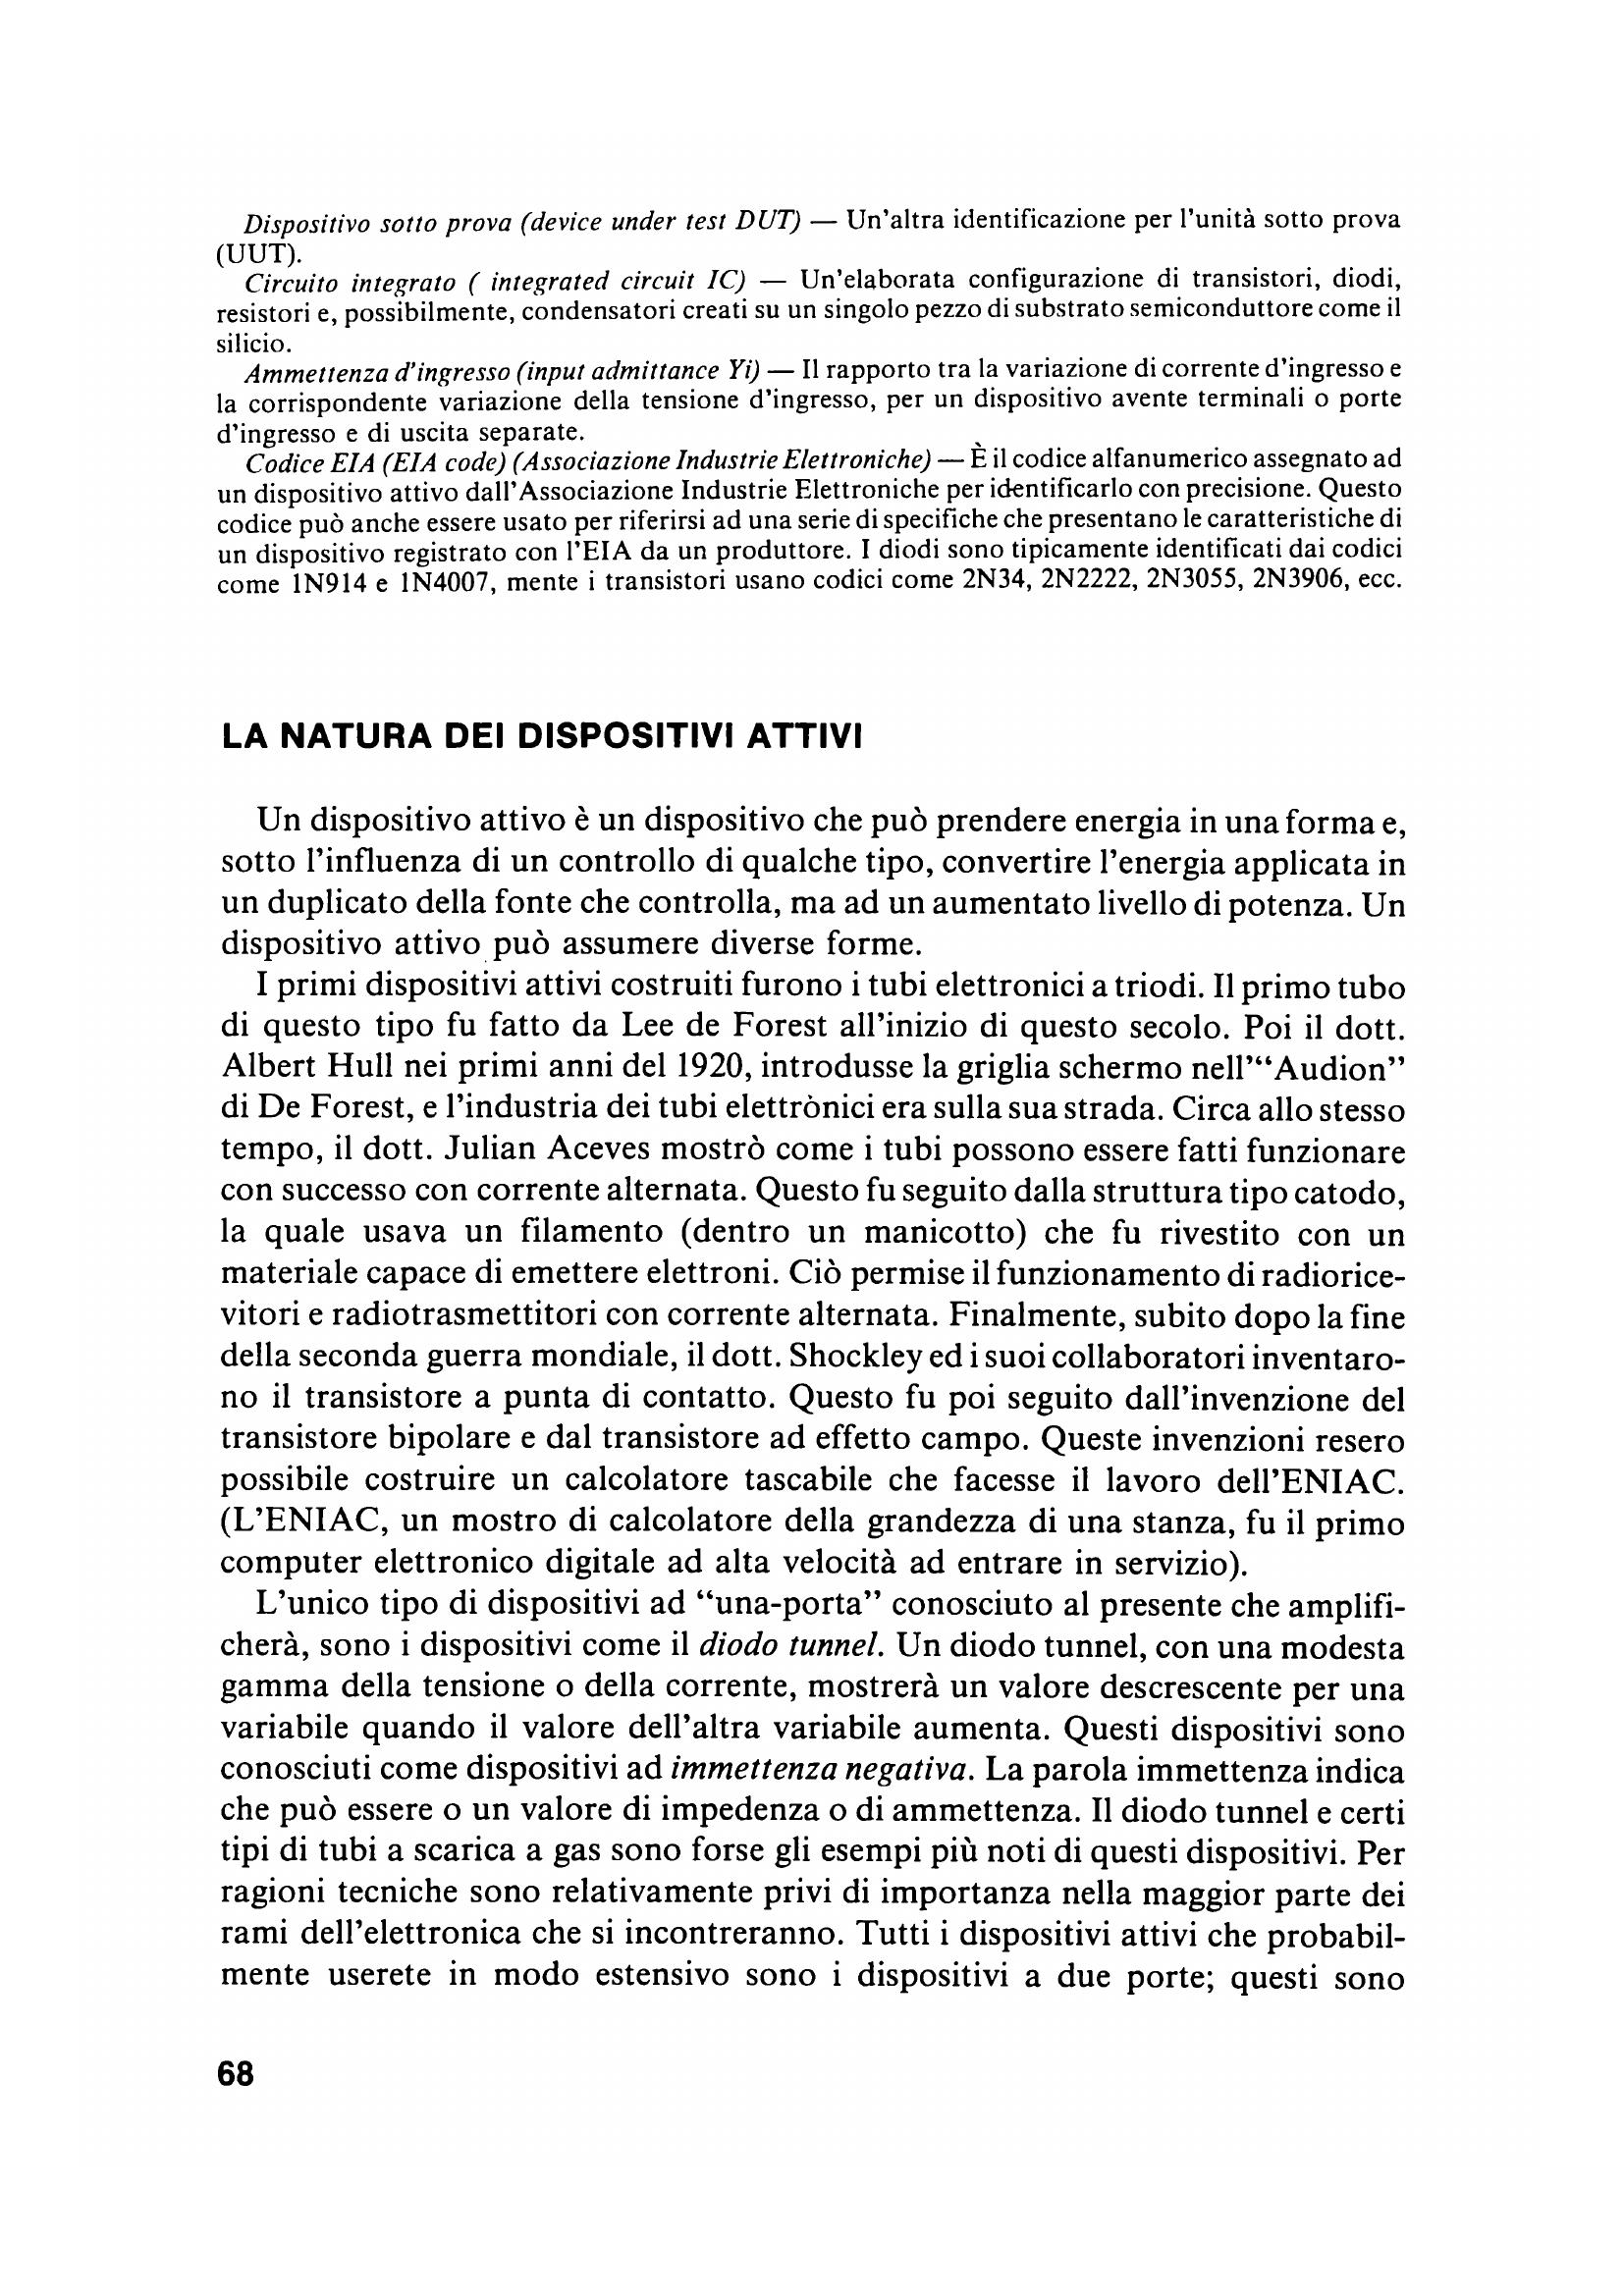 Dispositivo sotto prova (device under test DUT) — Un'altra identificazione per l'unità sotto prova
(UUT).
Circuito integrato ( integrated circuit IC) — Un'elaborata configurazione di transistori, diodi,
resistori e, possibilmente, condensatori creati su un singolo pezzo di substrato semiconduttore come il
silicio.
Ammettenza d'ingresso (input admittance Yi) — Il rapporto tra la variazione di corrente d'ingresso e
la corrispondente variazione della tensione d'ingresso, per un dispositivo avente terminali o porte
d'ingresso e di uscita separate.
Codice EIA (EIA code) (Associazione Industrie Elettroniche) — È il codice alfanumerico assegnato ad
un dispositivo attivo dall'Associazione Industrie Elettroniche per identificarlo con precisione. Questo
codice può anche essere usato per riferirsi ad una serie di specifiche che presentano le caratteristiche di
un dispositivo registrato con l'EIA da un produttore. I diodi sono tipicamente identificati dai codici
come 1N914 e 1N4007, mente i transistori usano codici come 2N34, 2N2222, 2N3055, 2N3906, ecc.
LA NATURA DEI DISPOSITIVI ATTIVI
Un dispositivo attivo è un dispositivo che può prendere energia in una forma e,
sotto l'influenza di un controllo di qualche tipo, convertire l'energia applicata in
un duplicato della fonte che controlla, ma ad un aumentato livello di potenza. Un
dispositivo attivo può assumere diverse forme.
I primi dispositivi attivi costruiti furono i tubi elettronici a triodi. Il primo tubo
di questo tipo fu fatto da Lee de Forest all'inizio di questo secolo. Poi il dott.
Albert Hull nei primi anni del 1920, introdusse la griglia schermo nell'“Audion”
di De Forest, e l'industria dei tubi elettrònici era sulla sua strada. Circa allo stesso
tempo, il dott. Julian Aceves mostrò come i tubi possono essere fatti funzionare
con successo con corrente alternata. Questo fu seguito dalla struttura tipo catodo,
la quale usava un filamento (dentro un manicotto) che fu rivestito con un
materiale capace di emettere elettroni. Ciò permise il funzionamento di radiorice-
vitori e radiotrasmettitori con corrente alternata. Finalmente, subito dopo la fine
della seconda guerra mondiale, il dott. Shockley ed i suoi collaboratori inventaro-
no il transistore a punta di contatto. Questo fu poi seguito dall'invenzione del
transistore bipolare e dal transistore ad effetto campo. Queste invenzioni resero
possibile costruire un calcolatore tascabile che facesse il lavoro dell'ENIAC.
(L'ENIAC, un mostro di calcolatore della grandezza di una stanza, fu il primo
computer elettronico digitale ad alta velocità ad entrare in servizio).
L'unico tipo di dispositivi ad “una-porta” conosciuto al presente che amplifi-
cherà, sono i dispositivi come il diodo tunnel. Un diodo tunnel, con una modesta
gamma della tensione o della corrente, mostrerà un valore descrescente per una
variabile quando il valore dell'altra variabile aumenta. Questi dispositivi sono
conosciuti come dispositivi ad immettenza negativa. La parola immettenza indica
che può essere o un valore di impedenza o di ammettenza. Il diodo tunnel e certi
tipi di tubi a scarica a gas sono forse gli esempi più noti di questi dispositivi. Per
ragioni tecniche sono relativamente privi di importanza nella maggior parte dei
rami dell'elettronica che si incontreranno. Tutti i dispositivi attivi che probabil-
mente userete in modo estensivo sono i dispositivi a due porte; questi sono
68